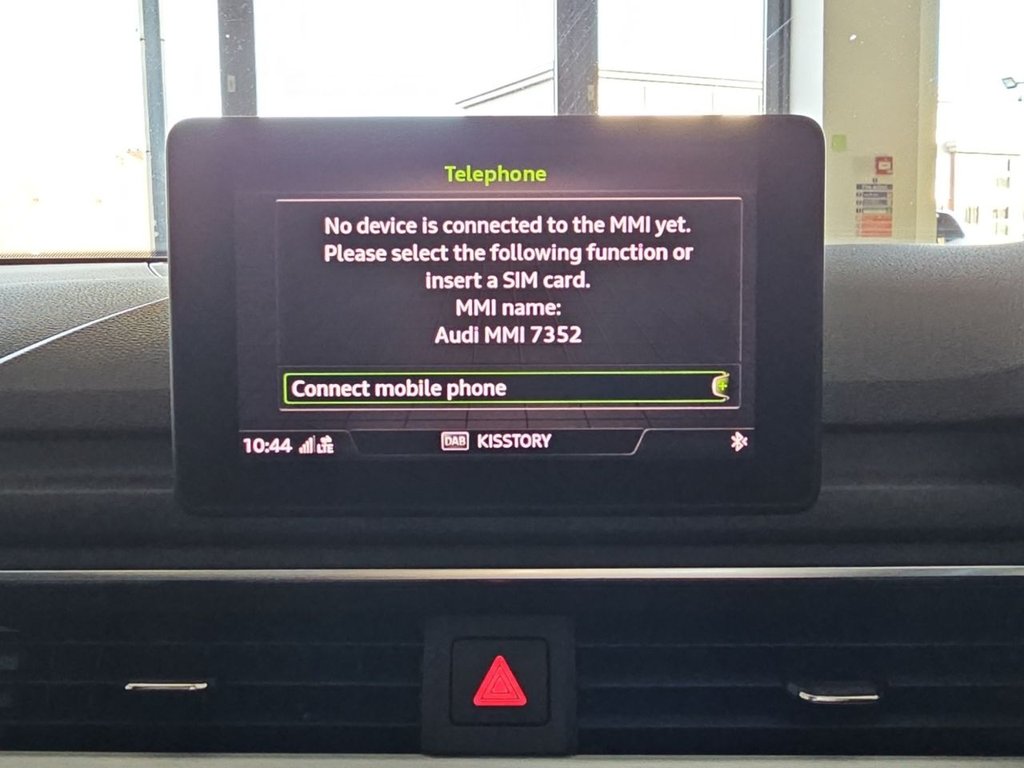 Telephone
No device is connected to the MMI yet.
Please select the following function or
insert a SIM card.
MMI name:
Audi MMI 7352
Connect mobile phone
10:44 LTE DAB KISSTORY